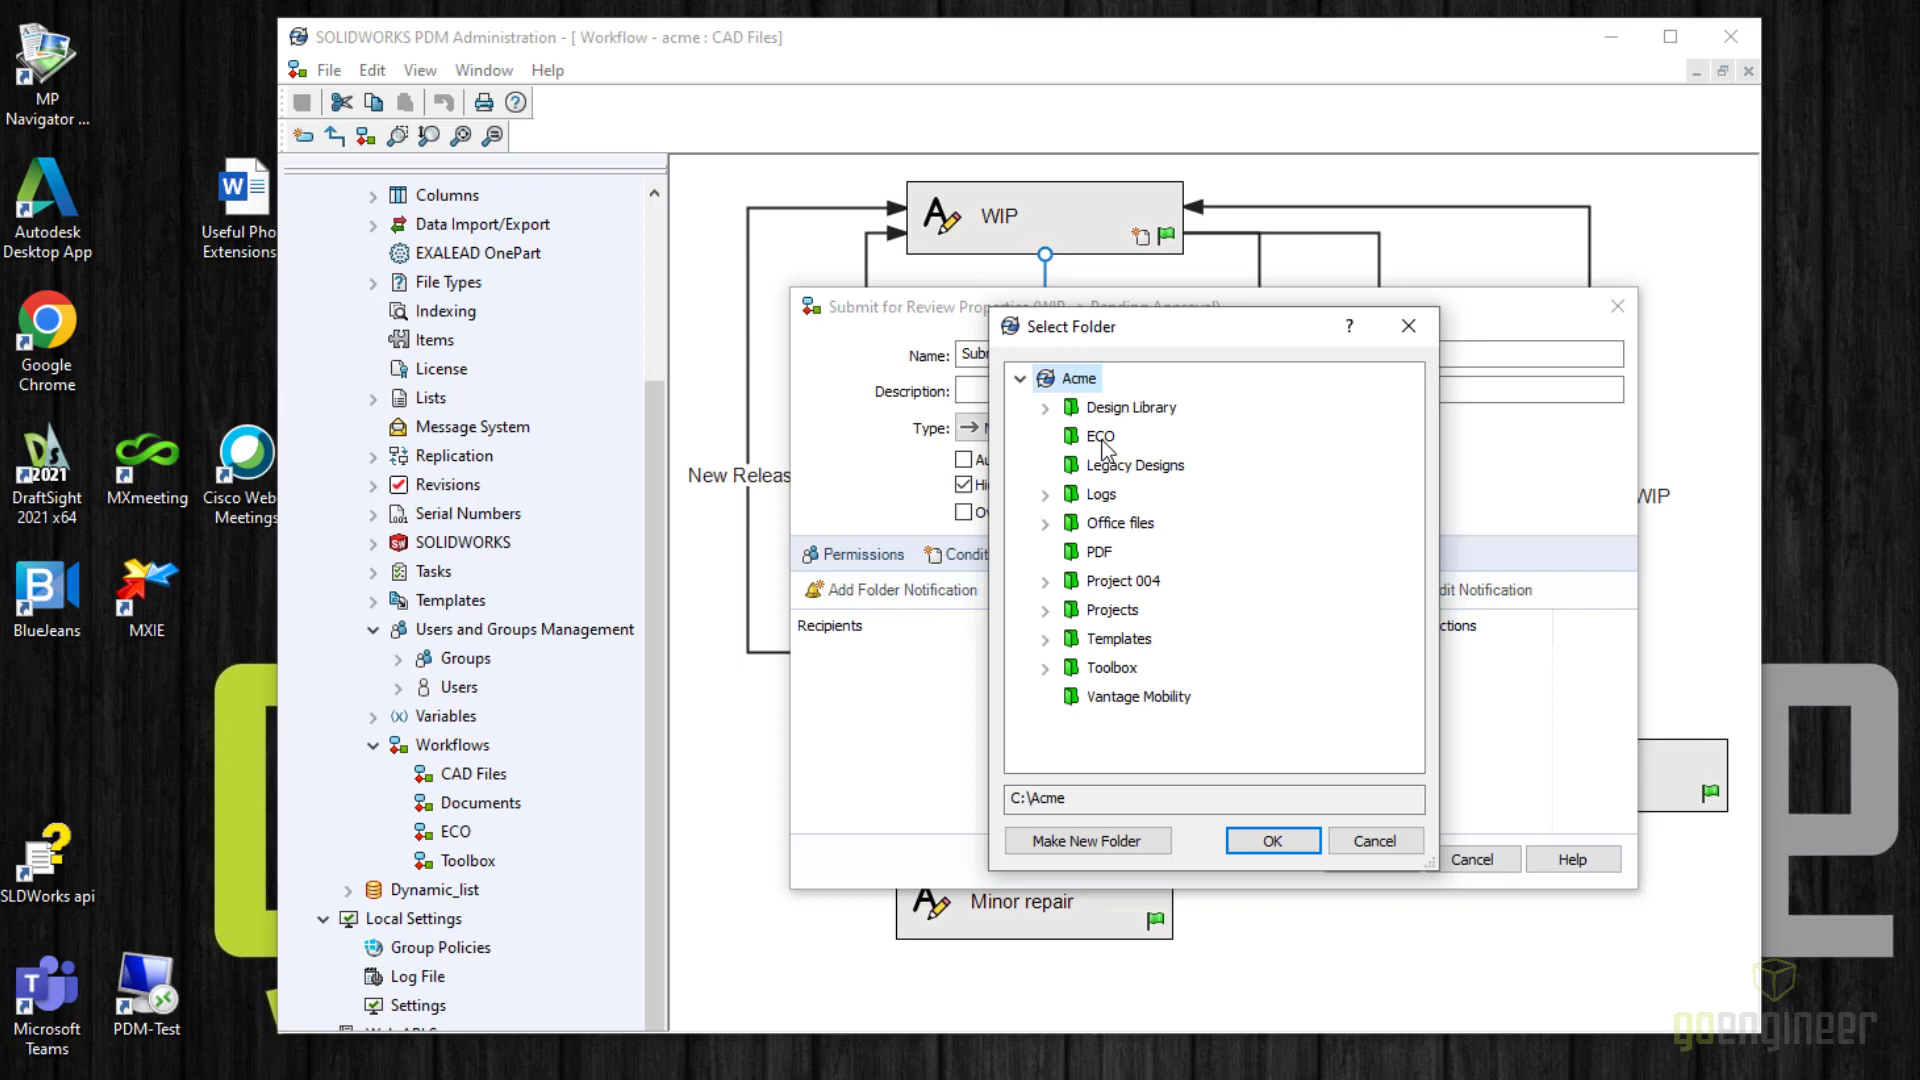 MP
Navigator ...
Autodesk
Desktop App
Google
Chrome
2021
DraftSight
2021 x64
BlueJeans
SLDWorks api
Microsoft
Teams
Useful Pho
Extensions
MXmeeting
Cisco Web
Meetings
MXIE
PDM-Test
SOLIDWORKS PDM Administration - [ Workflow - acme : CAD Files]
File Edit View Window Help
Columns
Data Import/Export
EXALEAD OnePart
File Types
Indexing
Items
License
Lists
Message System
Replication
Revisions
Serial Numbers
SOLIDWORKS
Tasks
Templates
Users and Groups Management
Groups
Users
Variables
Workflows
CAD Files
Documents
ECO
Toolbox
Dynamic_list
Local Settings
Group Policies
Log File
Settings
WIP
New Releas
WIP
Minor repair
Submit for Review Prop
Name: Subm
Description:
Type:
Au
Hi
Ov
Permissions Condit
Add Folder Notification
dit Notification
Recipients
ctions
Cancel Help
Select Folder
Acme
Design Library
ECO
Legacy Designs
Logs
Office files
PDF
Project 004
Projects
Templates
Toolbox
Vantage Mobility
C:\Acme
Make New Folder OK Cancel
goengineer